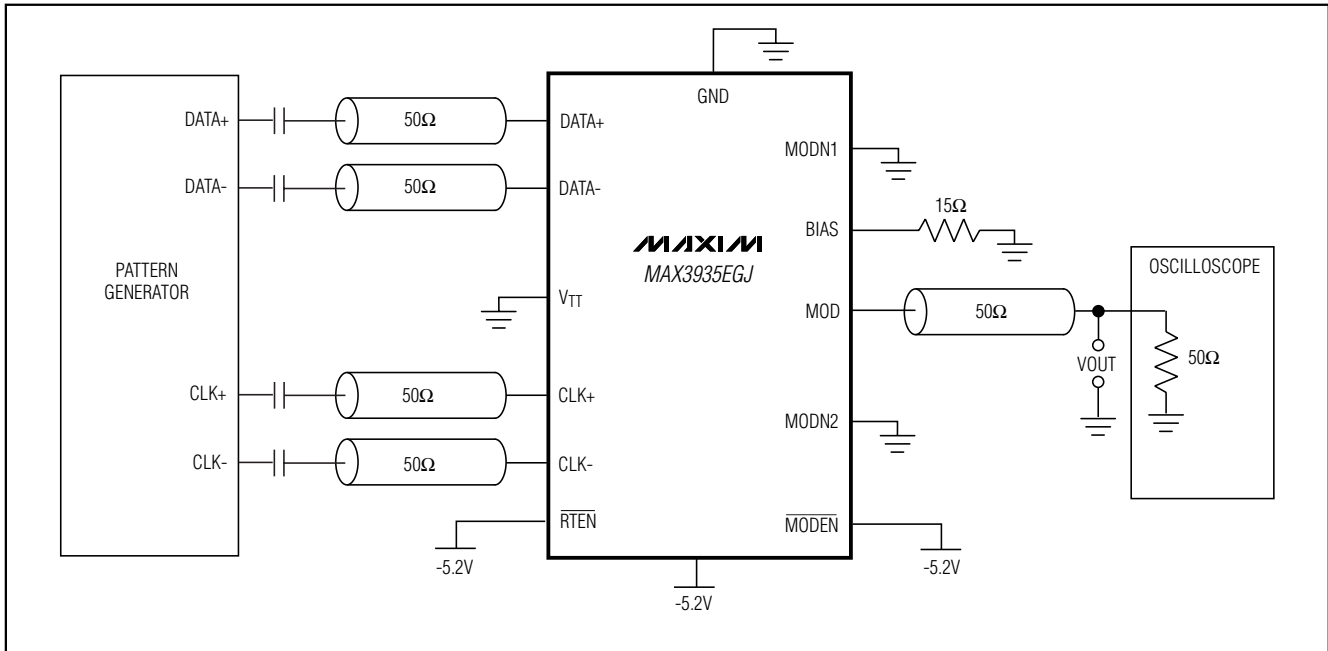 GND
DATA+
50Ω
DATA+
MODN1
DATA-
50Ω
DATA-
15Ω
BIAS
MAXIM
MAX3935EGJ
OSCILLOSCOPE
PATTERN
GENERATOR
VTT
MOD
50Ω
VOUT
50Ω
CLK+
50Ω
CLK+
MODN2
CLK-
50Ω
CLK-
RTEN
MODEN
-5.2V
-5.2V
-5.2V